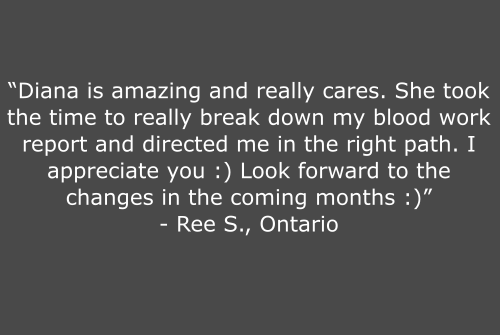 “Diana is amazing and really cares. She took
the time to really break down my blood work
report and directed me in the right path. I
appreciate you :) Look forward to the
changes in the coming months :)”
- Ree S., Ontario